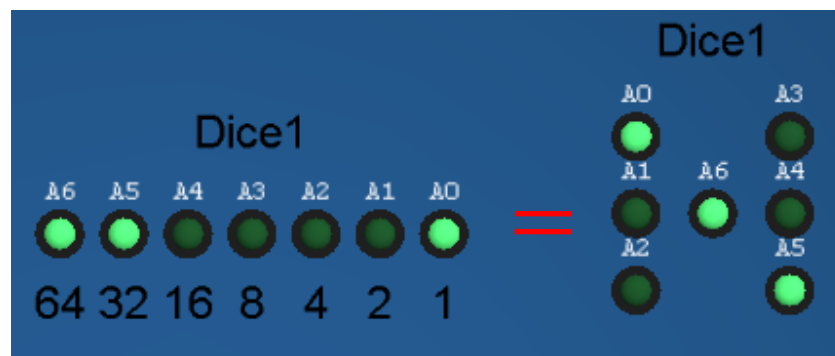 Dice1
A6 A5 A4 A3 A2 A1 A0
64 32 16 8 4 2 1
=
Dice1
A0 A3
A1 A6 A4
A2 A5